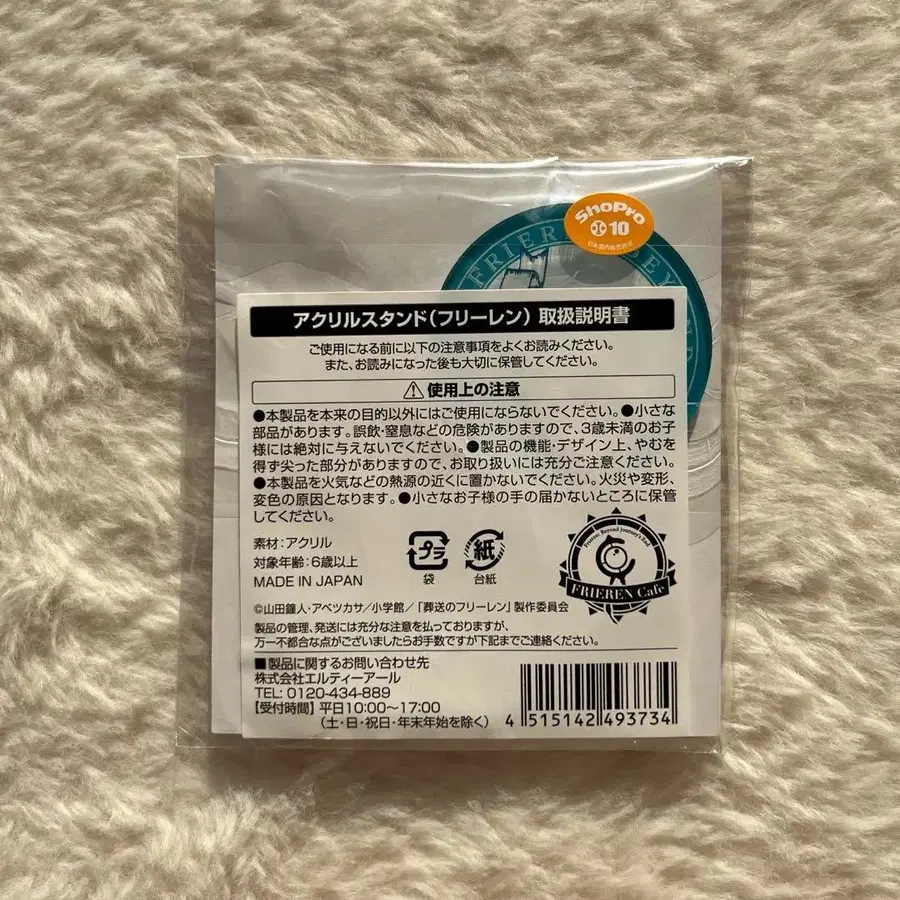 ShoPro
10
日本国内販売許諾
FRIEREN BEY
アクリルスタンド(フリーレン) 取扱説明書
ご使用になる前に以下の注意事項をよくお読みください。
また、お読みになった後も大切に保管してください。
使用上の注意
●本製品を本来の目的以外にはご使用にならないでください。●小さな
部品があります。誤飲・窒息などの危険がありますので、3歳未満のお子
様には絶対に与えないでください。●製品の機能・デザイン上、やむを
得ず尖った部分がありますので、お取り扱いには充分ご注意ください。
●本製品を火気などの熱源の近くに置かないでください。火災や変形、
変色の原因となります。●小さなお子様の手の届かないところに保管
してください。
素材:アクリル
対象年齢:6歳以上
MADE IN JAPAN
プラ
袋
紙
台紙
Frieren: Beyond Journey's End
FRIEREN Cafe
©山田鐘人・アベツカサ/小学館/「葬送のフリーレン」製作委員会
製品の管理、発送には充分な注意を払っておりますが、
万一不都合な点がございましたらお手数ですが下記までご連絡ください。
■製品に関するお問い合わせ先
株式会社エルティーアール
TEL: 0120-434-889
【受付時間】平日10:00~17:00
(土・日・祝日・年末年始を除く)
4 515142 493734